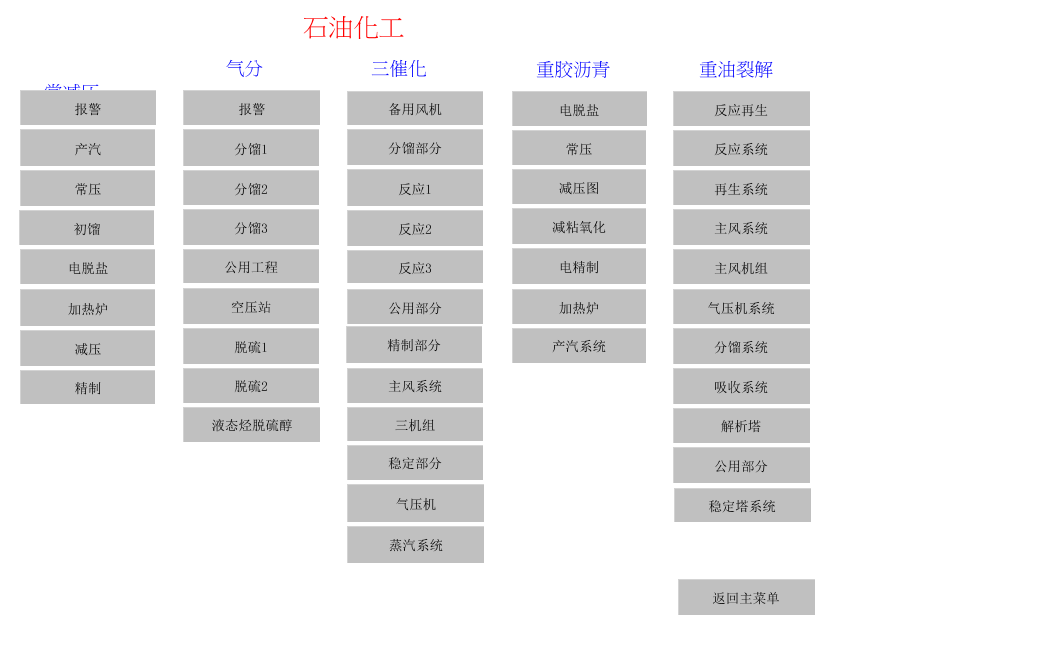 石油化工
常减压
报警
产汽
常压
初馏
电脱盐
加热炉
减压
精制
气分
报警
分馏1
分馏2
分馏3
公用工程
空压站
脱硫1
脱硫2
液态烃脱硫醇
三催化
备用风机
分馏部分
反应1
反应2
反应3
公用部分
精制部分
主风系统
三机组
稳定部分
气压机
蒸汽系统
重胶沥青
电脱盐
常压
减压图
减粘氧化
电精制
加热炉
产汽系统
重油裂解
反应再生
反应系统
再生系统
主风系统
主风机组
气压机系统
分馏系统
吸收系统
解析塔
公用部分
稳定塔系统
返回主菜单